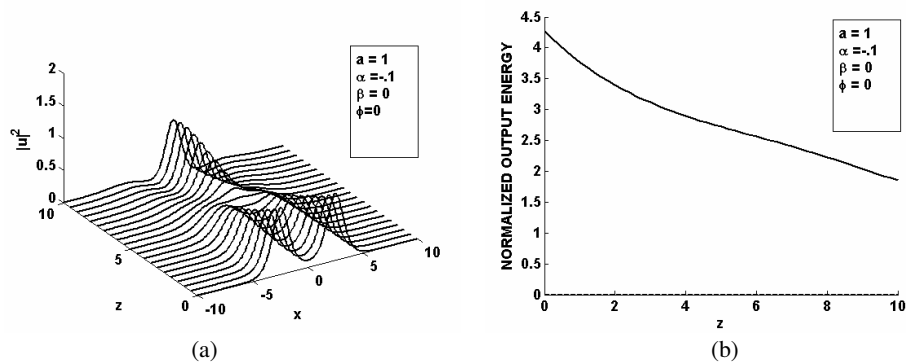 a = 1
α =-.1
β = 0
ϕ=0
2
1.5
1
0.5
0
|u|²
10
5
0
z
-10
-5
0
5
10
x
(a)
4.5
4
3.5
3
2.5
2
1.5
1
0.5
0
NORMALIZED OUTPUT ENERGY
a = 1
α = -.1
β = 0
ϕ = 0
0
2
4
6
8
10
z
(b)